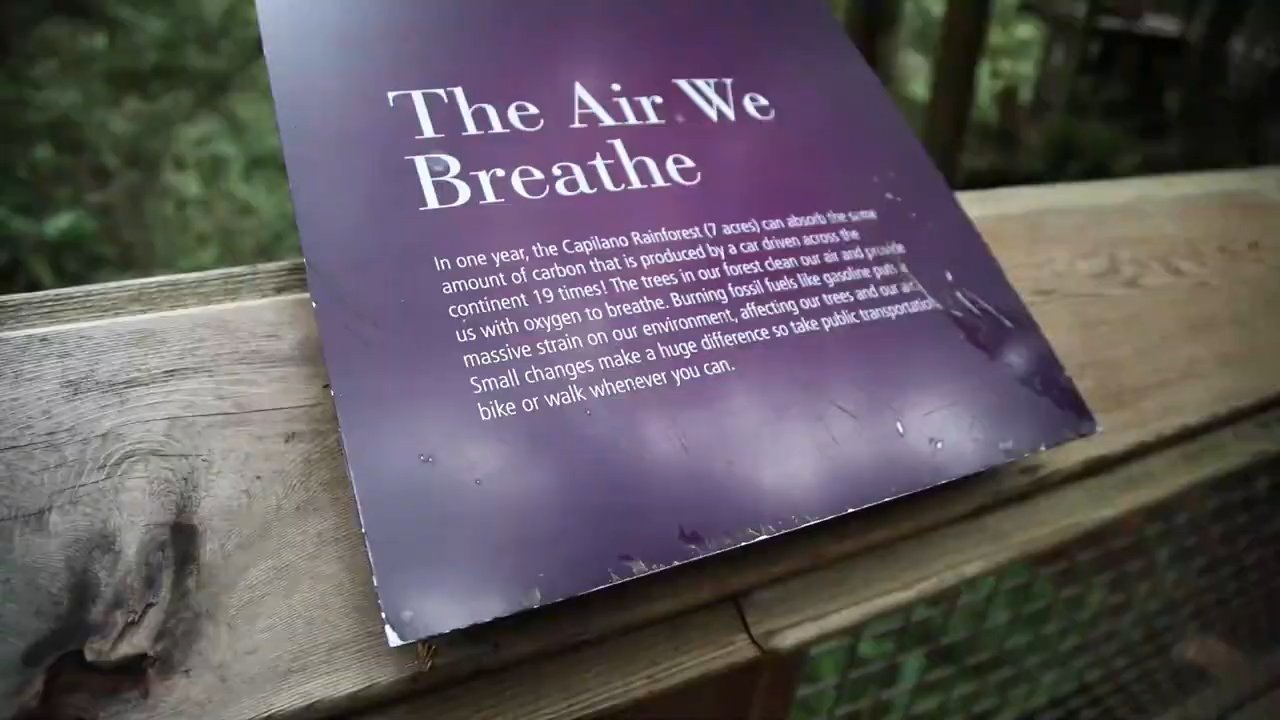 The Air We
Breathe
In one year, the Capilano Rainforest (7 acres) can absorb the same
amount of carbon that is produced by a car driven across the
continent 19 times! The trees in our forest clean our air and provide
us with oxygen to breathe. Burning fossil fuels like gasoline puts a
massive strain on our environment, affecting our trees and our air.
Small changes make a huge difference so take public transportation,
bike or walk whenever you can.